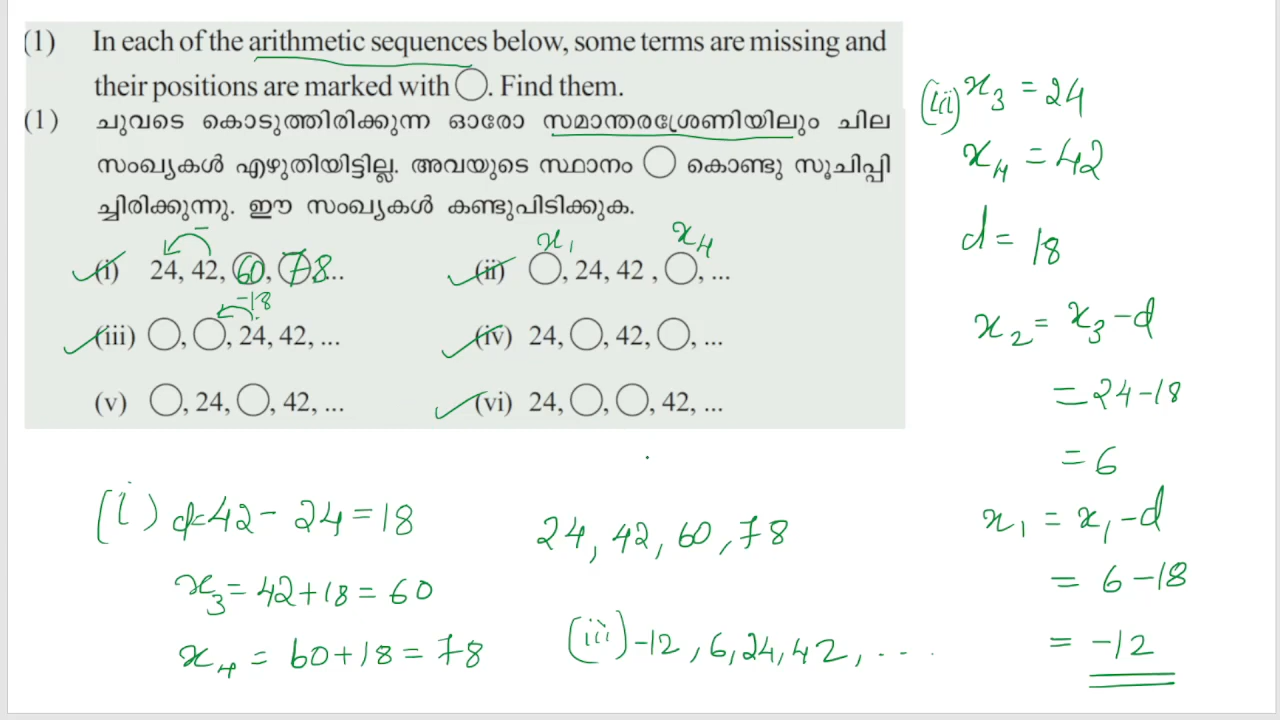 (1) In each of the arithmetic sequences below, some terms are missing and
their positions are marked with ◯. Find them.
(1) ചുവടെ കൊടുത്തിരിക്കുന്ന ഓരോ സമാന്തരശ്രേണിയിലും ചില
സംഖ്യകൾ എഴുതിയിട്ടില്ല. അവയുടെ സ്ഥാനം ◯ കൊണ്ടു സൂചിപ്പി
ച്ചിരിക്കുന്നു. ഈ സംഖ്യകൾ കണ്ടുപിടിക്കുക.
x₁ x₄
(i) 24, 42, 60, 78... (ii) ◯, 24, 42 , ◯, ...
-18
(iii) ◯, ◯, 24, 42, ... (iv) 24, ◯, 42, ◯, ...
(v) ◯, 24, ◯, 42, ... (vi) 24, ◯, ◯, 42, ...
(i) d=42 - 24 = 18
x₃ = 42+18 = 60
x₄ = 60+18 = 78
24, 42, 60, 78
(iii) -12, 6, 24, 42, ....
(iii) x₃ = 24
x₄ = 42
d = 18
x₂ = x₃ - d
= 24-18
= 6
x₁ = x₁ - d
= 6 - 18
= -12